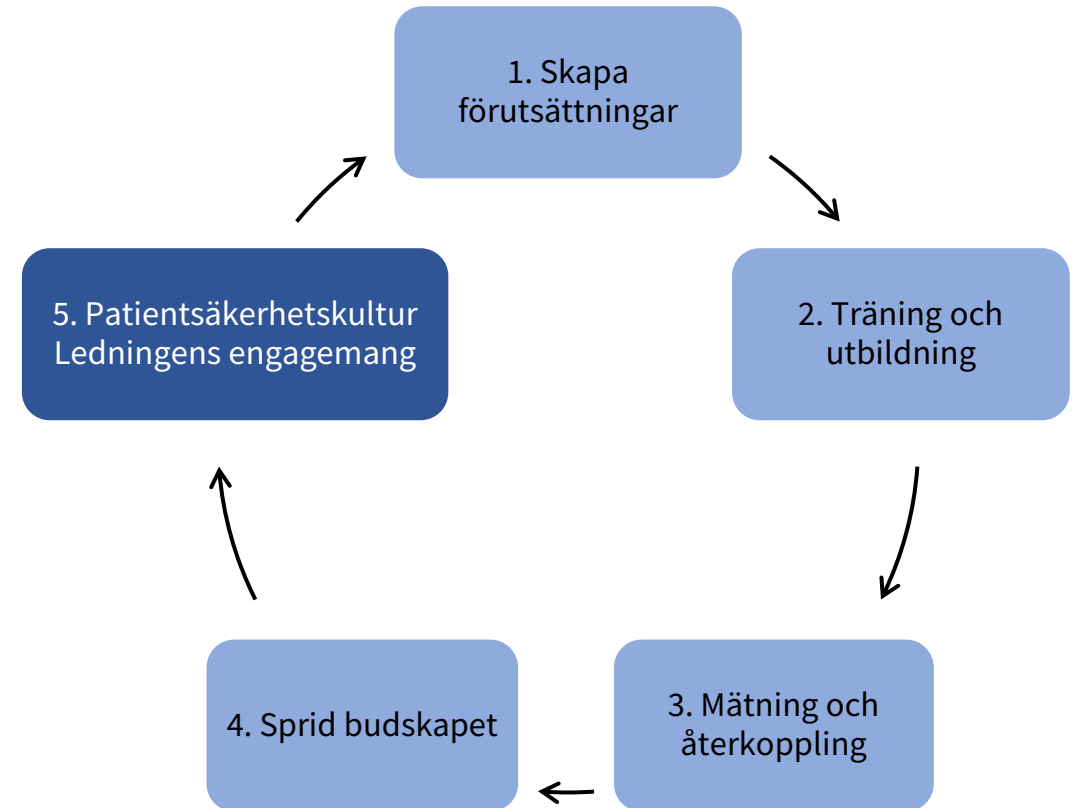 1. Skapa
förutsättningar
2. Träning och
utbildning
3. Mätning och
återkoppling
4. Sprid budskapet
5. Patientsäkerhetskultur
Ledningens engagemang